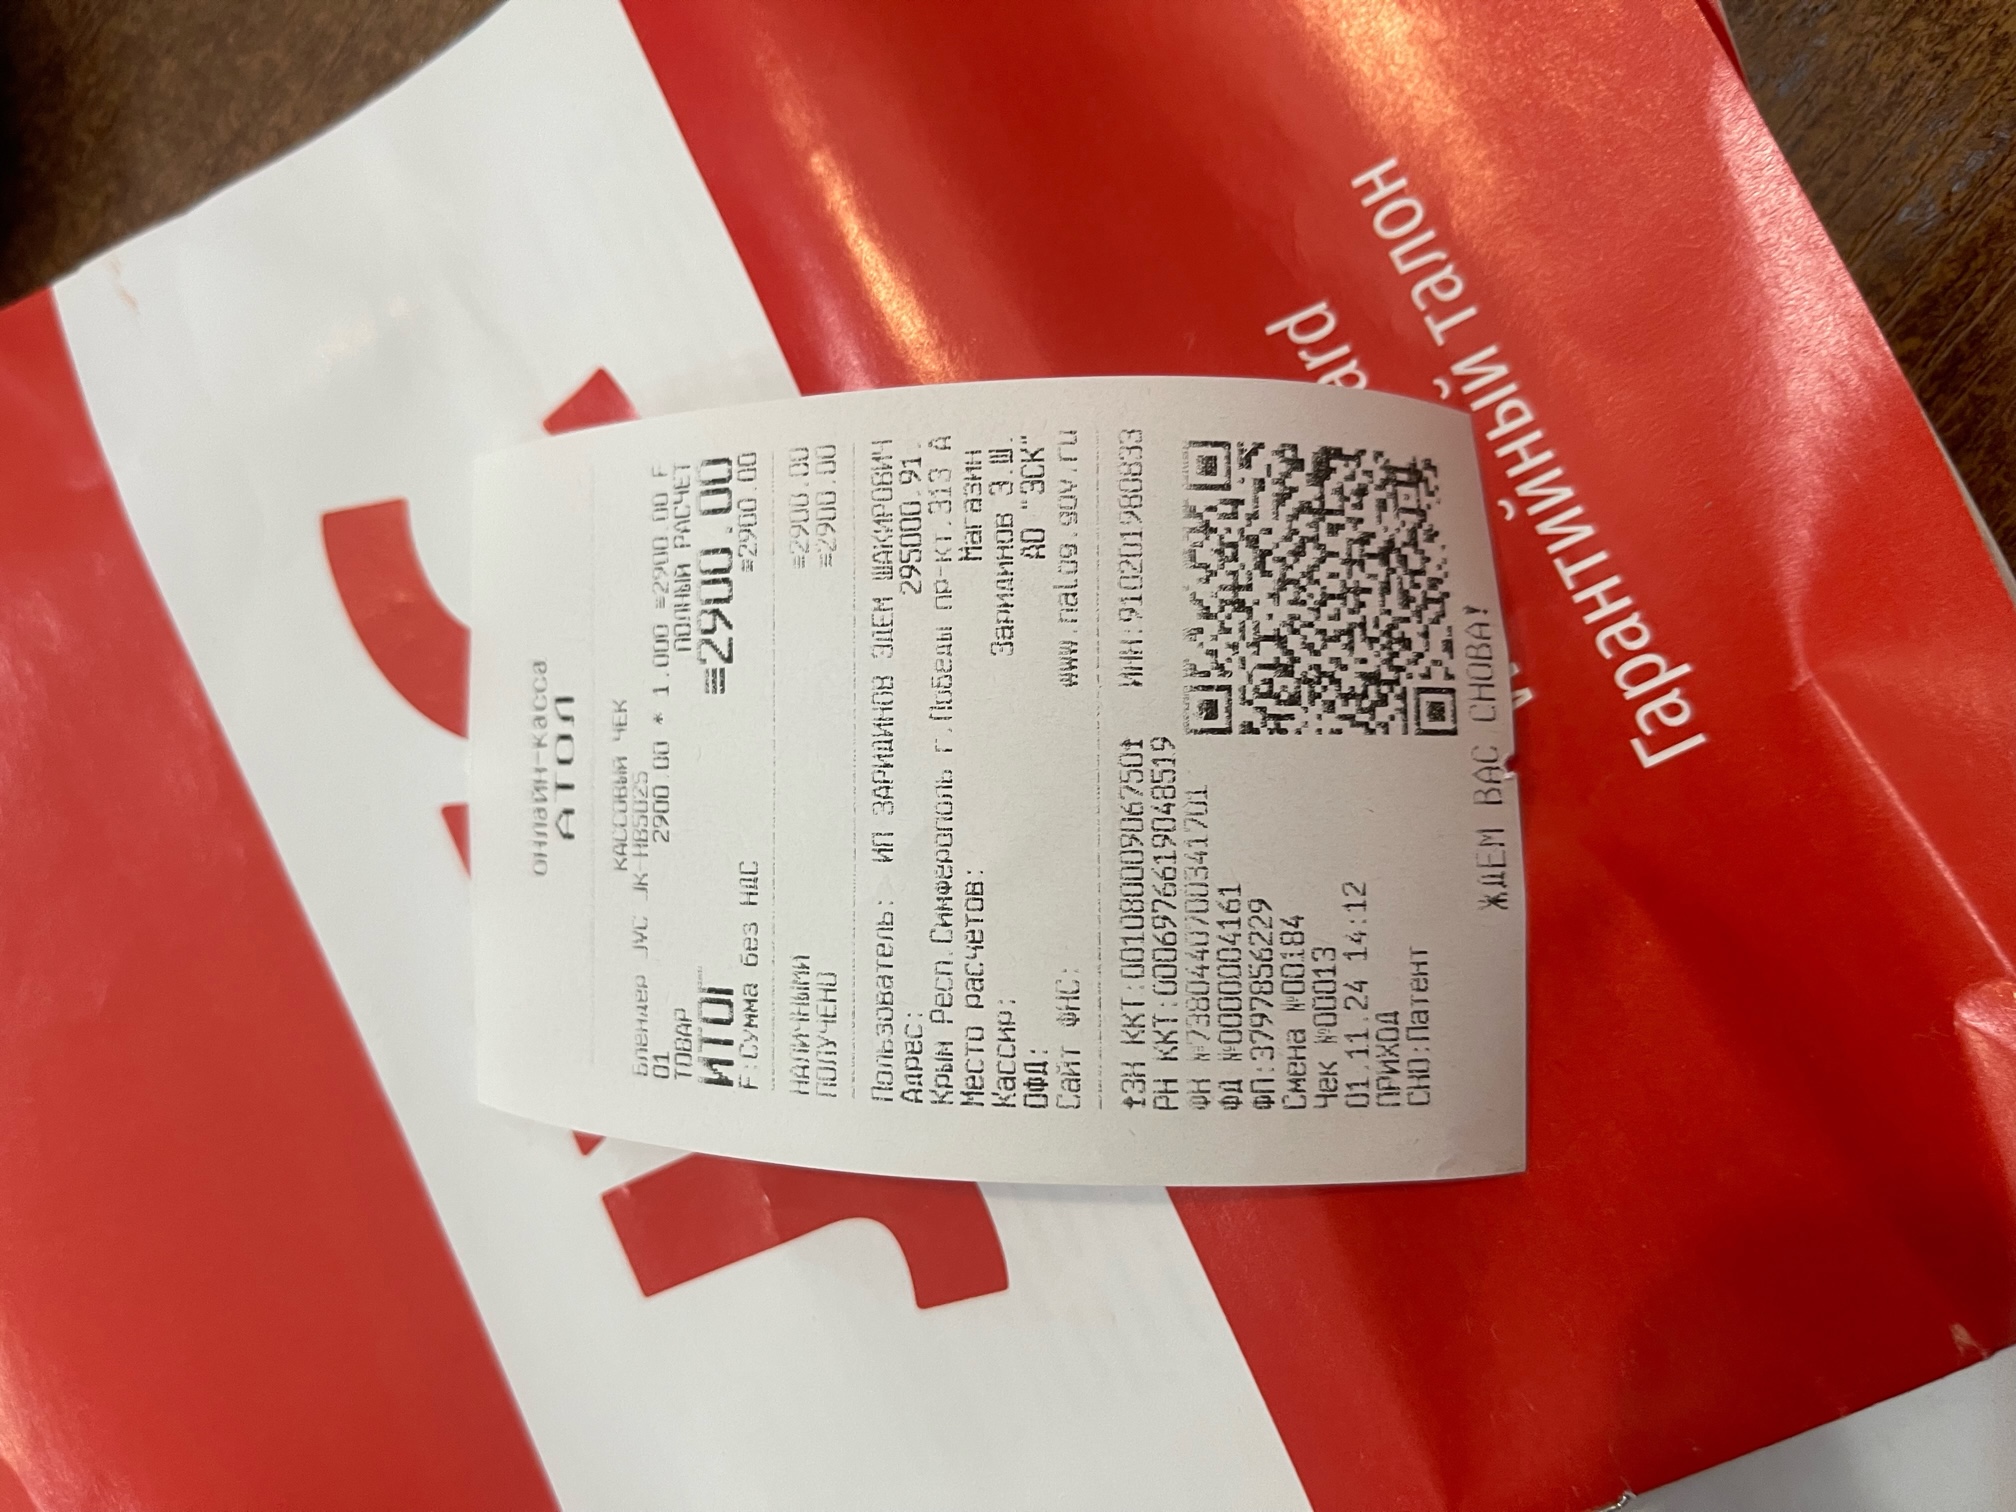 онлайн-касса
АТОЛ
КАССОВЫЙ ЧЕК
Блендер JVC JK-HB5025
01 2900.00 * 1.000 =2900.00 F
ТОВАР ПОЛНЫЙ РАСЧЕТ
ИТОГ =2900.00
F:Сумма без НДС =2900.00
НАЛИЧНЫМИ =2900.00
ПОЛУЧЕНО =2900.00
Пользователь: ИП ЗАРИДИНОВ ЭДЕМ ШАКИРОВИЧ
Адрес: 295000,91,
Крым Респ,Симферополь г,Победы пр-кт,313 А
Место расчетов: Магазин
Кассир: Заридинов Э.Ш.
ОФД: АО "ЭСК"
Сайт ФНС: www.nalog.gov.ru
ЗН ККТ:00108000906750 ИНН:910201980833
РН ККТ:0006976619048519
ФН №7380440700341701
ФД №0000004161
ФП:3797856229
Смена №00184
Чек №00013
01.11.24 14:12
ПРИХОД
СНО:Патент
ЖДЕМ ВАС СНОВА!
Гарантийный талон